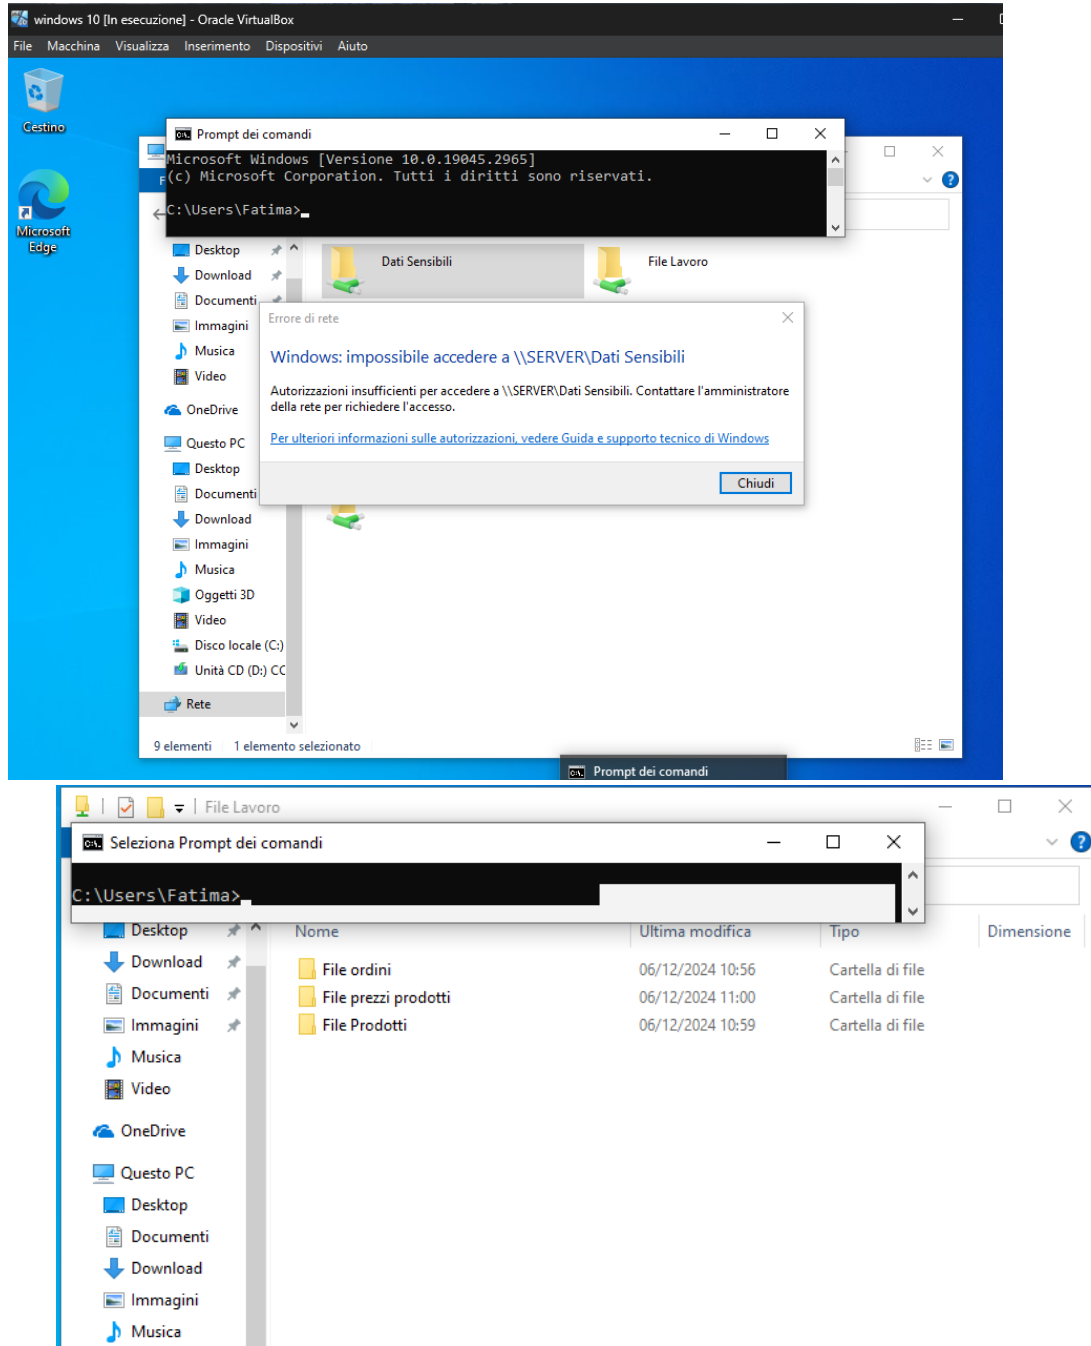 windows 10 [In esecuzione] - Oracle VirtualBox
File Macchina Visualizza Inserimento Dispositivi Aiuto
Cestino
Microsoft Edge
Prompt dei comandi
Microsoft Windows [Versione 10.0.19045.2965]
(c) Microsoft Corporation. Tutti i diritti sono riservati.
C:\Users\Fatima>
Desktop
Download
Documenti
Immagini
Musica
Video
OneDrive
Questo PC
Desktop
Documenti
Download
Immagini
Musica
Oggetti 3D
Video
Disco locale (C:)
Unità CD (D:) CC
Rete
Dati Sensibili
File Lavoro
Errore di rete
Windows: impossibile accedere a \\SERVER\Dati Sensibili
Autorizzazioni insufficienti per accedere a \\SERVER\Dati Sensibili. Contattare l'amministratore
della rete per richiedere l'accesso.
Per ulteriori informazioni sulle autorizzazioni, vedere Guida e supporto tecnico di Windows
Chiudi
9 elementi 1 elemento selezionato
Prompt dei comandi
File Lavoro
Seleziona Prompt dei comandi
C:\Users\Fatima>
Desktop
Download
Documenti
Immagini
Musica
Video
OneDrive
Questo PC
Desktop
Documenti
Download
Immagini
Musica
Nome Ultima modifica Tipo Dimensione
File ordini 06/12/2024 10:56 Cartella di file
File prezzi prodotti 06/12/2024 11:00 Cartella di file
File Prodotti 06/12/2024 10:59 Cartella di file